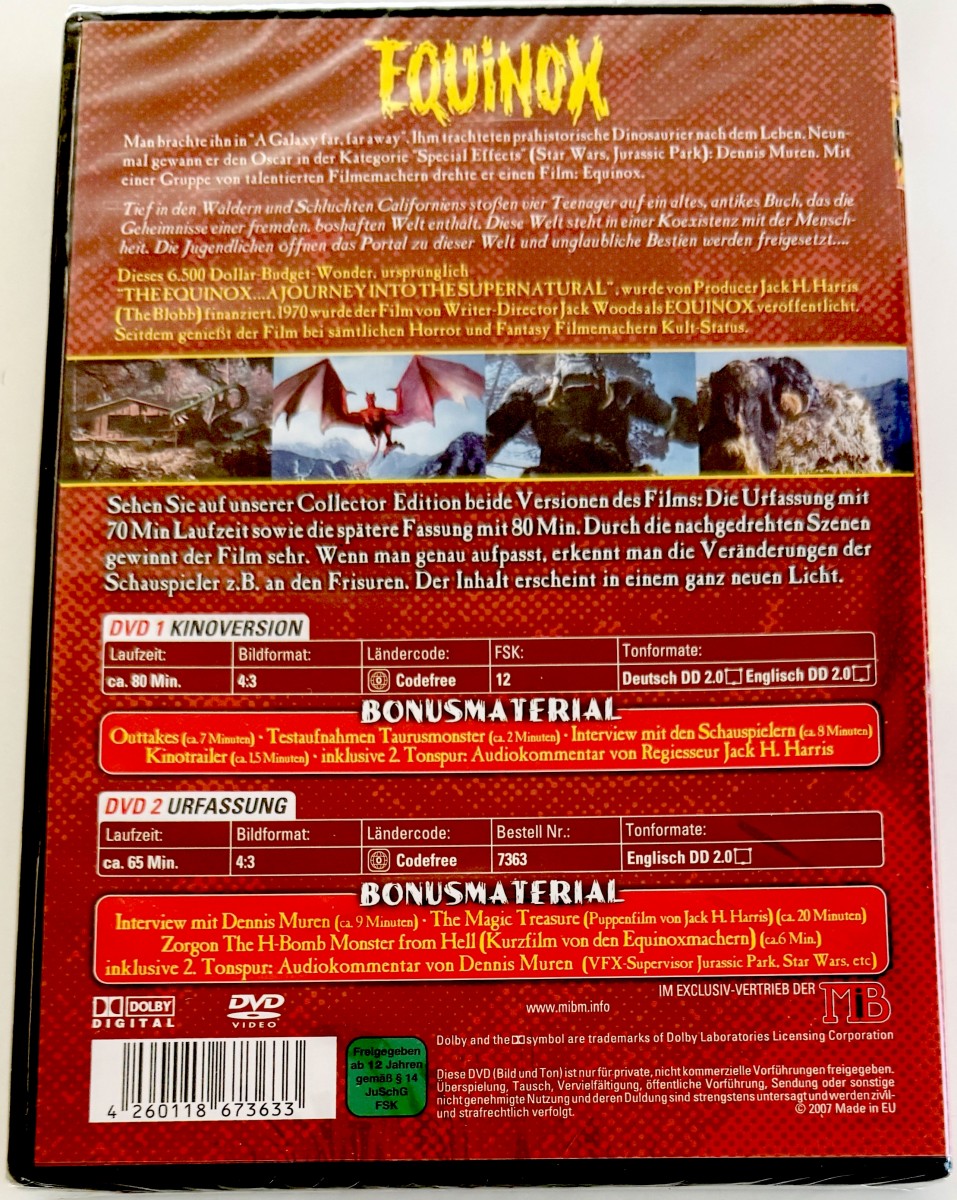 EQUINOX
Man brachte ihn in "A Galaxy far, far away". Ihm trachteten prähistorische Dinosaurier nach dem Leben. Neun-
mal gewann er den Oscar in der Kategorie "Special Effects" (Star Wars, Jurassic Park): Dennis Muren. Mit
einer Gruppe von talentierten Filmemachern drehte er einen Film: Equinox.
Tief in den Wäldern und Schluchten Californiens stoßen vier Teenager auf ein altes, antikes Buch, das die
Geheimnisse einer fremden, boshaften Welt enthält. Diese Welt steht in einer Koexistenz mit der Mensch-
heit. Die Jugendlichen öffnen das Portal zu dieser Welt und unglaubliche Bestien werden freigesetzt....
Dieses 6.500 Dollar-Budget-Wonder, ursprünglich
"THE EQUINOX...A JOURNEY INTO THE SUPERNATURAL", wurde von Producer Jack H. Harris
(The Blobb) finanziert. 1970 wurde der Film von Writer-Director Jack Woods als EQUINOX veröffentlicht.
Seitdem genießt der Film bei sämtlichen Horror und Fantasy Filmemachern Kult-Status.
Sehen Sie auf unserer Collector Edition beide Versionen des Films: Die Urfassung mit
70 Min Laufzeit sowie die spätere Fassung mit 80 Min. Durch die nachgedrehten Szenen
gewinnt der Film sehr. Wenn man genau aufpasst, erkennt man die Veränderungen der
Schauspieler z.B. an den Frisuren. Der Inhalt erscheint in einem ganz neuen Licht.
DVD 1 KINOVERSION
Laufzeit: Bildformat: Ländercode: FSK: Tonformate:
ca. 80 Min. 4:3 Codefree 12 Deutsch DD 2.0 Englisch DD 2.0
BONUSMATERIAL
Outtakes (ca. 7 Minuten) · Testaufnahmen Taurusmonster (ca. 2 Minuten) · Interview mit den Schauspielern (ca. 8 Minuten)
Kinotrailer (ca. 1,5 Minuten) · inklusive 2. Tonspur: Audiokommentar von Regiesseur Jack H. Harris
DVD 2 URFASSUNG
Laufzeit: Bildformat: Ländercode: Bestell Nr.: Tonformate:
ca. 65 Min. 4:3 Codefree 7363 Englisch DD 2.0
BONUSMATERIAL
Interview mit Dennis Muren (ca. 9 Minuten) · The Magic Treasure (Puppenfilm von Jack H. Harris) (ca. 20 Minuten)
Zorgon The H-Bomb Monster from Hell (Kurzfilm von den Equinoxmachern) (ca.6 Min.)
inklusive 2. Tonspur: Audiokommentar von Dennis Muren (VFX-Supervisor Jurassic Park, Star Wars, etc)
DOLBY
DIGITAL
DVD
VIDEO
www.mibm.info
IM EXCLUSIV-VERTRIEB DER MiB
Dolby and the symbol are trademarks of Dolby Laboratories Licensing Corporation
4 260118 673633
Freigegeben
ab 12 Jahren
gemäß § 14
JuSchG
FSK
Diese DVD (Bild und Ton) ist nur für private, nicht kommerzielle Vorführungen freigegeben.
Überspielung, Tausch, Vervielfältigung, öffentliche Vorführung, Sendung oder sonstige
nicht genehmigte Nutzung und deren Duldung sind strengstens untersagt und werden zivil-
und strafrechtlich verfolgt.
© 2007 Made in EU